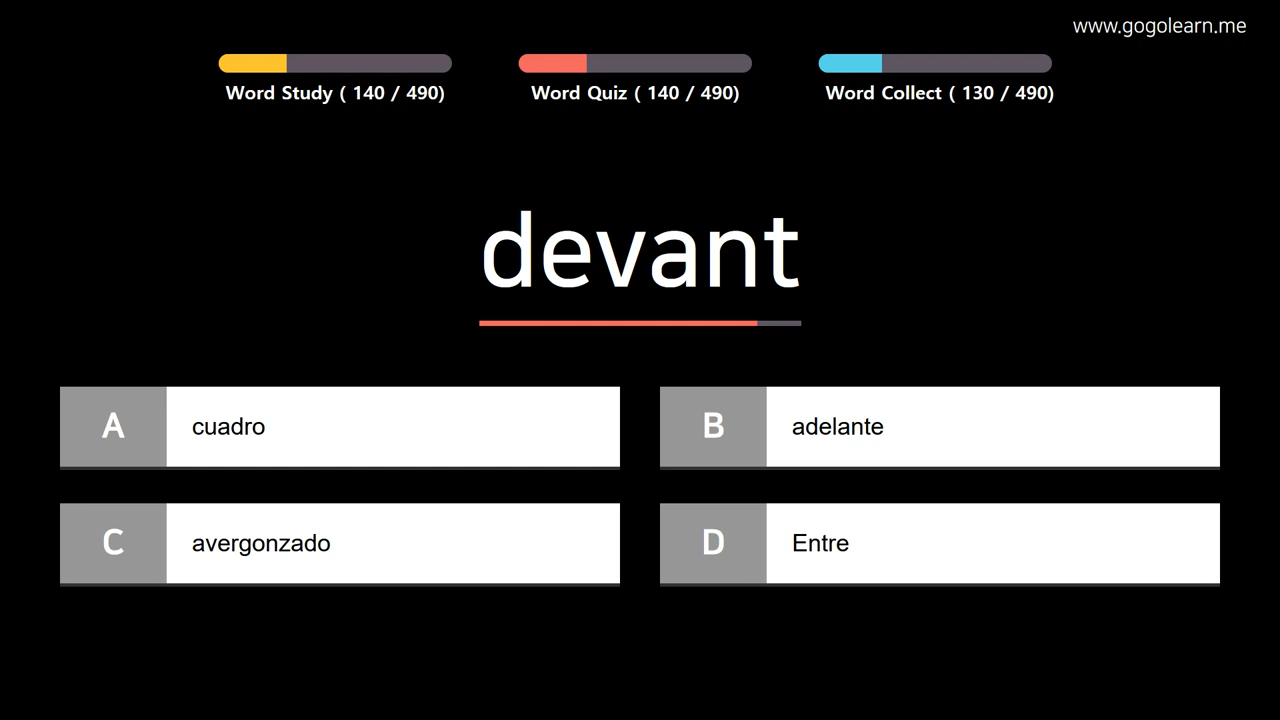 www.gogolearn.me
Word Study ( 140 / 490)
Word Quiz ( 140 / 490)
Word Collect ( 130 / 490)
devant
A cuadro
B adelante
C avergonzado
D Entre